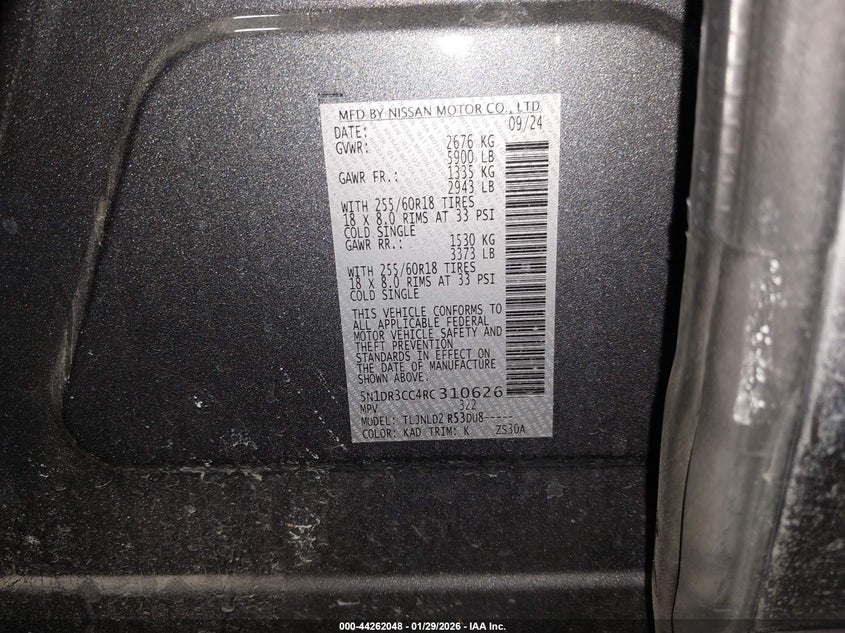 MFD BY NISSAN MOTOR CO., LTD.
DATE: 09/24
GVWR: 2676 KG
5900 LB
GAWR FR.: 1335 KG
2943 LB
WITH 255/60R18 TIRES
18 X 8.0 RIMS AT 33 PSI
COLD SINGLE
GAWR RR.: 1530 KG
3373 LB
WITH 255/60R18 TIRES
18 X 8.0 RIMS AT 33 PSI
COLD SINGLE
THIS VEHICLE CONFORMS TO
ALL APPLICABLE FEDERAL
MOTOR VEHICLE SAFETY AND
THEFT PREVENTION
STANDARDS IN EFFECT ON
THE DATE OF MANUFACTURE
SHOWN ABOVE.
5N1DR3CC4RC310626
MPV 322
MODEL: TLJNLD2 R53DU8-----
COLOR: KAD TRIM: K ZS30A
000-44262048 - 01/29/2026 - IAA Inc.